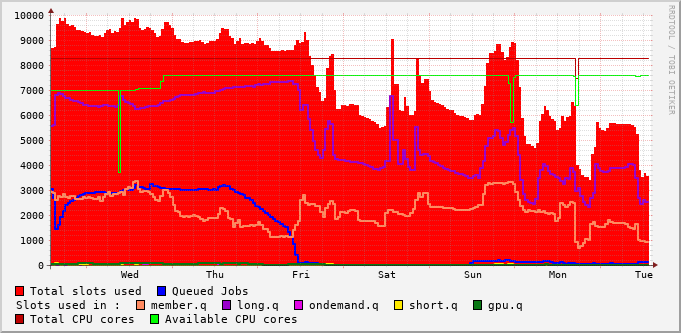 10000
9000
8000
7000
6000
5000
4000
3000
2000
1000
0
Wed Thu Fri Sat Sun Mon Tue
RRDTOOL / TOBI OETIKER
Total slots used Queued Jobs
Slots used in : member.q long.q ondemand.q short.q gpu.q
Total CPU cores Available CPU cores